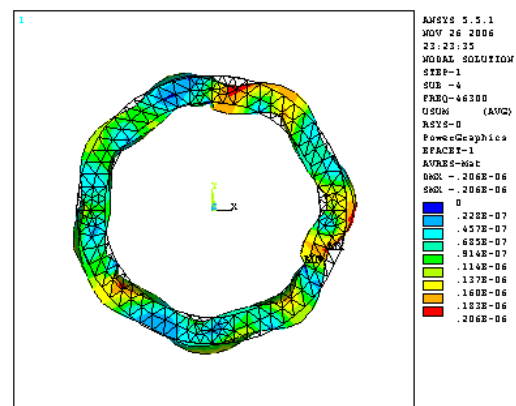 1
ANSYS 5.5.1
NOV 26 2006
23:23:35
NODAL SOLUTION
STEP=1
SUB =4
FREQ=46300
USUM (AVG)
RSYS=0
PowerGraphics
EFACET=1
AVRES=Mat
DMX =.206E-06
SMX =.206E-06
0
.228E-07
.457E-07
.685E-07
.914E-07
.114E-06
.137E-06
.160E-06
.183E-06
.206E-06
Y
X